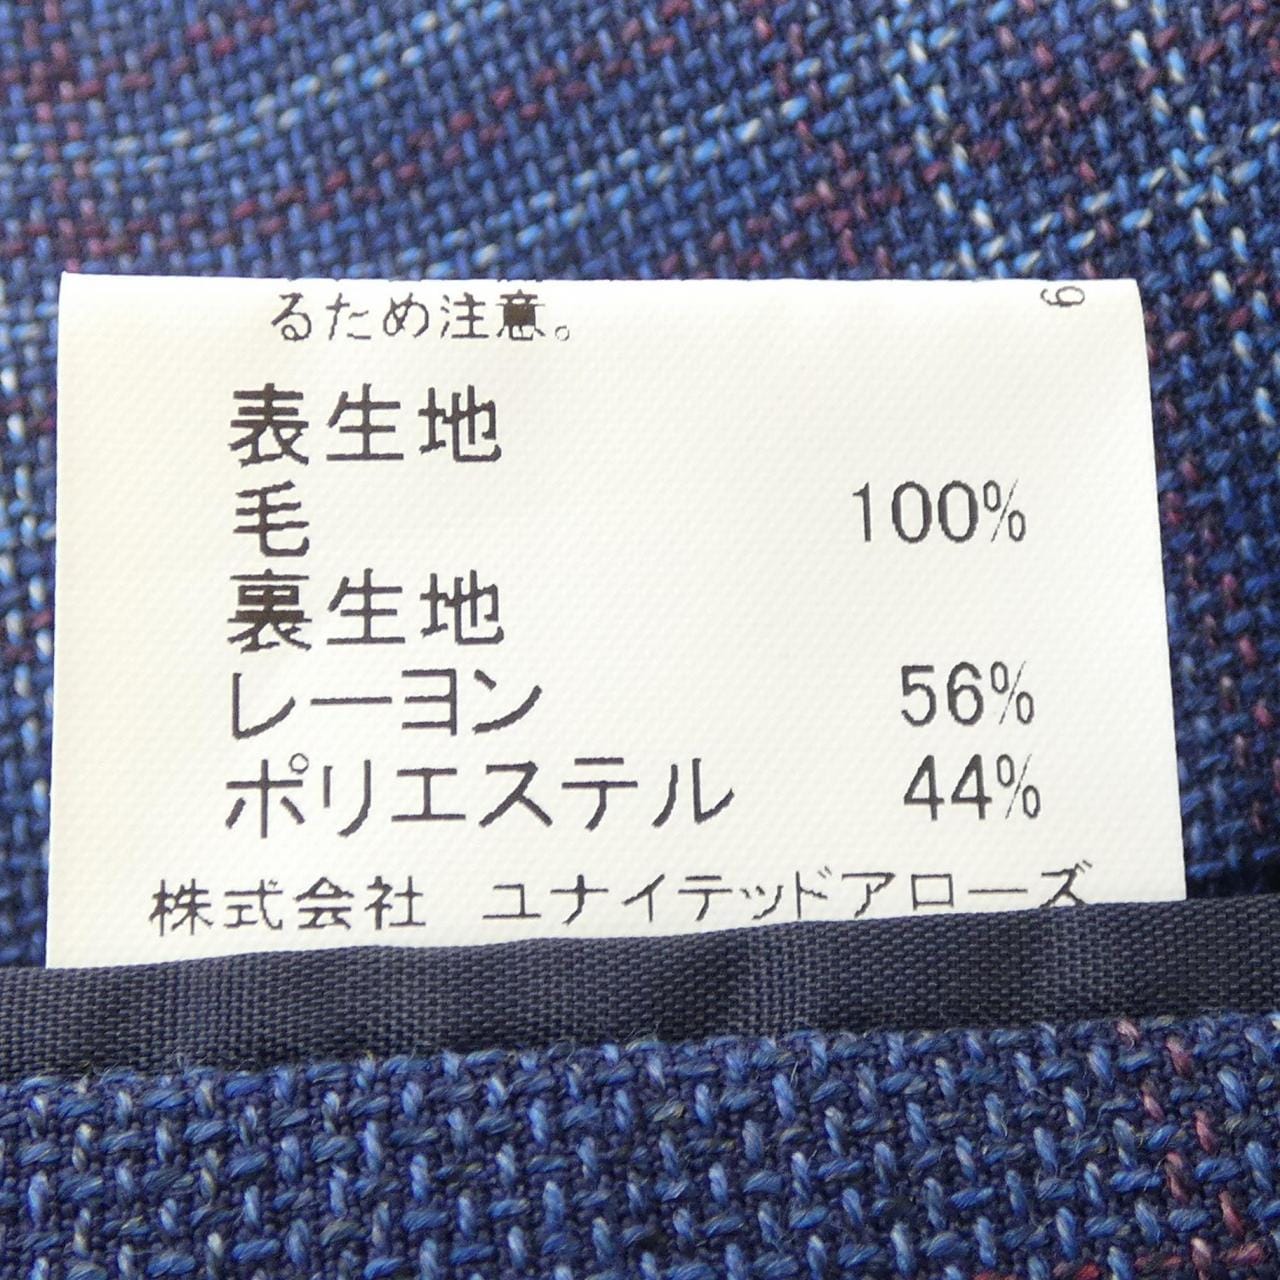 るため注意。
表生地
毛 100%
裏生地
レーヨン 56%
ポリエステル 44%
株式会社 ユナイテッドアローズ